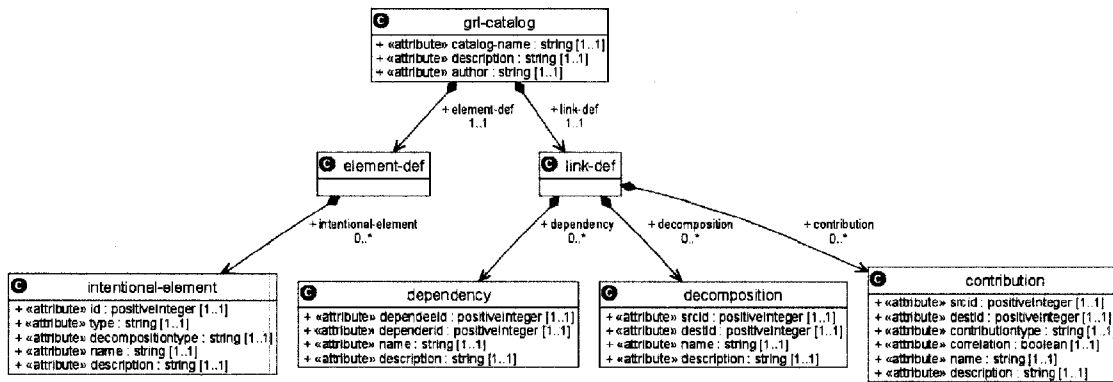 C grl-catalog
+ «attribute» catalog-name : string [1..1]
+ «attribute» description : string [1..1]
+ «attribute» author : string [1..1]
+ element-def
1..1
+ link-def
1..1
C element-def
C link-def
+ intentional-element
0..*
+ dependency
0..*
+ decomposition
0..*
+ contribution
0..*
C intentional-element
+ «attribute» id : positiveInteger [1..1]
+ «attribute» type : string [1..1]
+ «attribute» decompositiontype : string [1..1]
+ «attribute» name : string [1..1]
+ «attribute» description : string [1..1]
C dependency
+ «attribute» dependeeid : positiveInteger [1..1]
+ «attribute» dependerid : positiveInteger [1..1]
+ «attribute» name : string [1..1]
+ «attribute» description : string [1..1]
C decomposition
+ «attribute» srcid : positiveInteger [1..1]
+ «attribute» destid : positiveInteger [1..1]
+ «attribute» name : string [1..1]
+ «attribute» description : string [1..1]
C contribution
+ «attribute» srcid : positiveInteger [1..1]
+ «attribute» destid : positiveInteger [1..1]
+ «attribute» contributiontype : string [1..1]
+ «attribute» correlation : boolean [1..1]
+ «attribute» name : string [1..1]
+ «attribute» description : string [1..1]